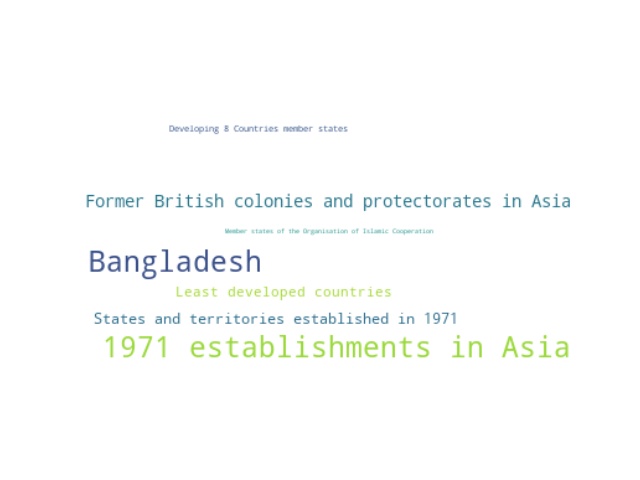 Developing 8 Countries member states
Former British colonies and protectorates in Asia
Member states of the Organisation of Islamic Cooperation
Bangladesh
Least developed countries
States and territories established in 1971
1971 establishments in Asia